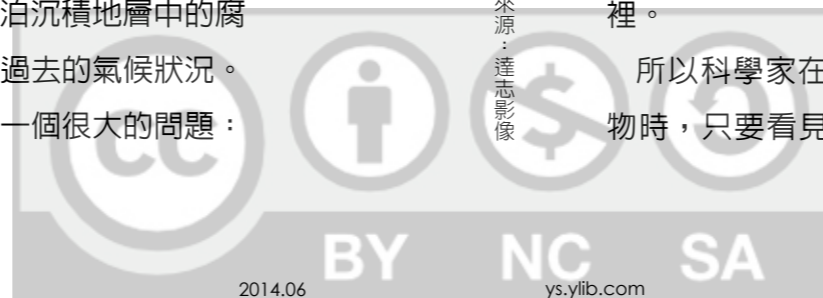 泊沉積地層中的腐
過去的氣候狀況。
一個很大的問題：
來源：達志影像
裡。
所以科學家在
物時，只要看見
CC
BY NC SA
2014.06
ys.ylib.com